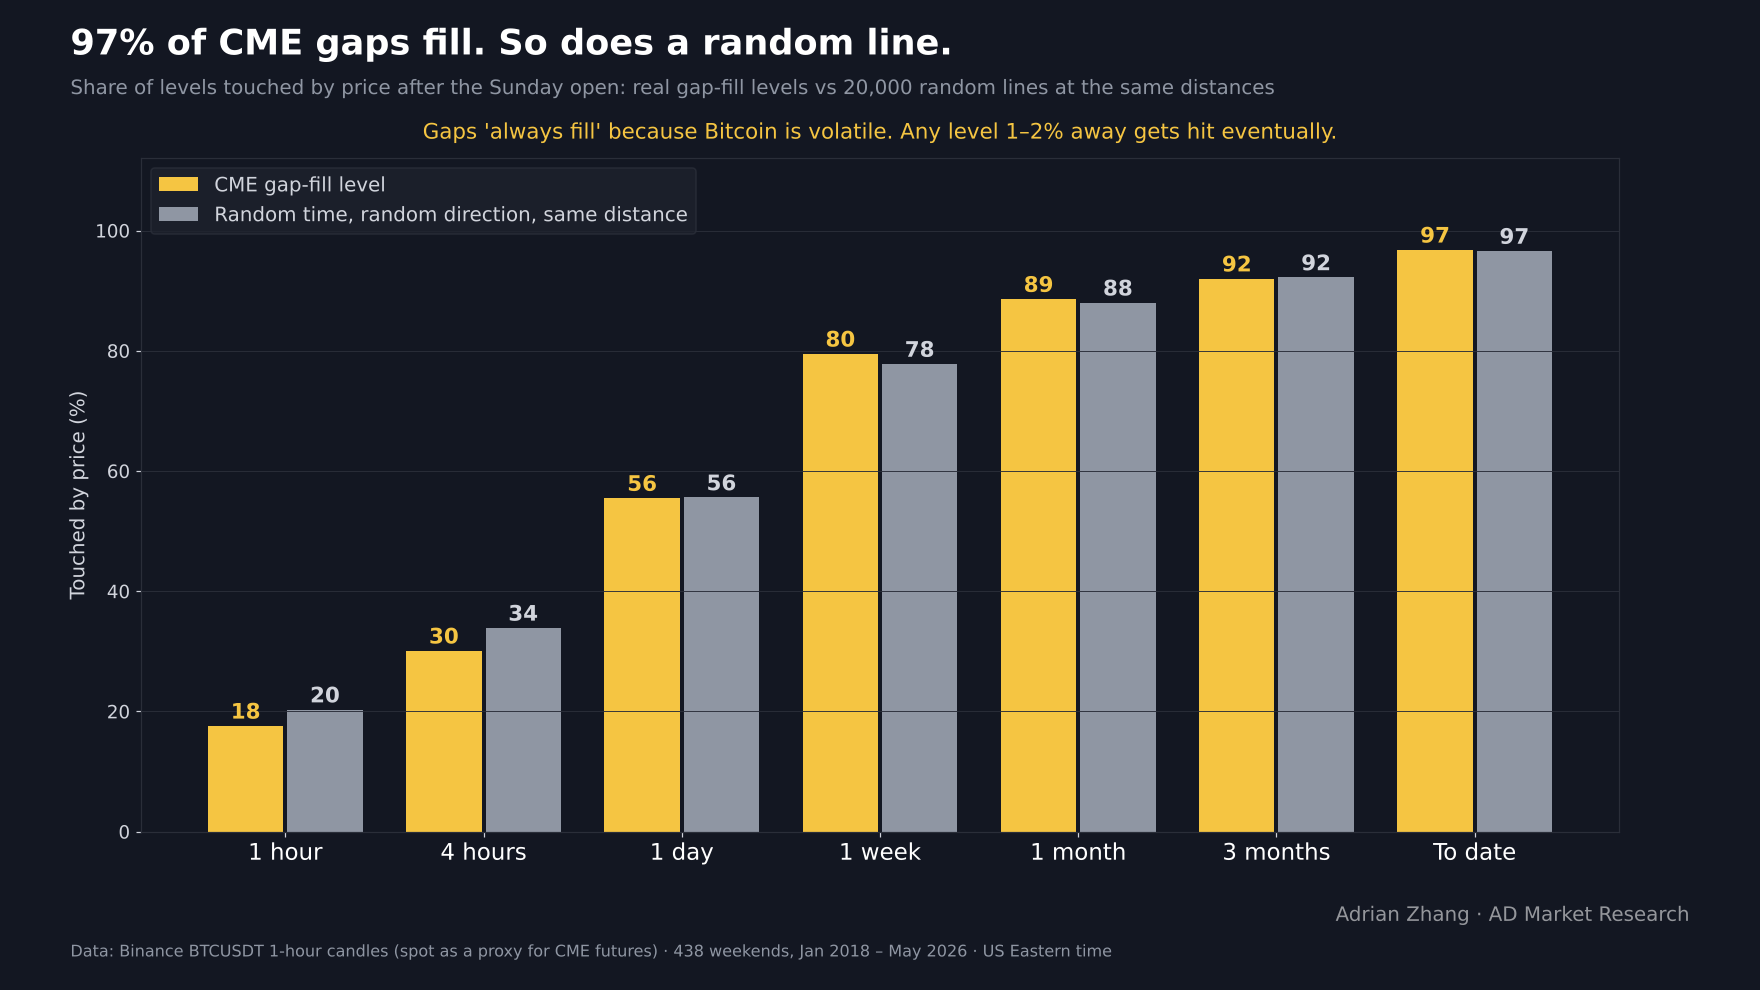 97% of CME gaps fill. So does a random line.
Share of levels touched by price after the Sunday open: real gap-fill levels vs 20,000 random lines at the same distances
Gaps 'always fill' because Bitcoin is volatile. Any level 1–2% away gets hit eventually.
CME gap-fill level
Random time, random direction, same distance
Touched by price (%)
100
80
60
40
20
0
18
20
30
34
56
56
80
78
89
88
92
92
97
97
1 hour
4 hours
1 day
1 week
1 month
3 months
To date
Adrian Zhang · AD Market Research
Data: Binance BTCUSDT 1-hour candles (spot as a proxy for CME futures) · 438 weekends, Jan 2018 – May 2026 · US Eastern time